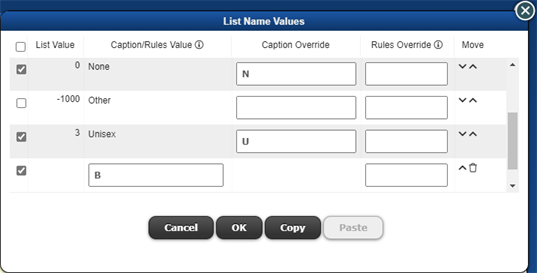 List Name Values
List Value Caption/Rules Value Caption Override Rules Override Move
0 None N
-1000 Other
3 Unisex U
B
Cancel OK Copy Paste